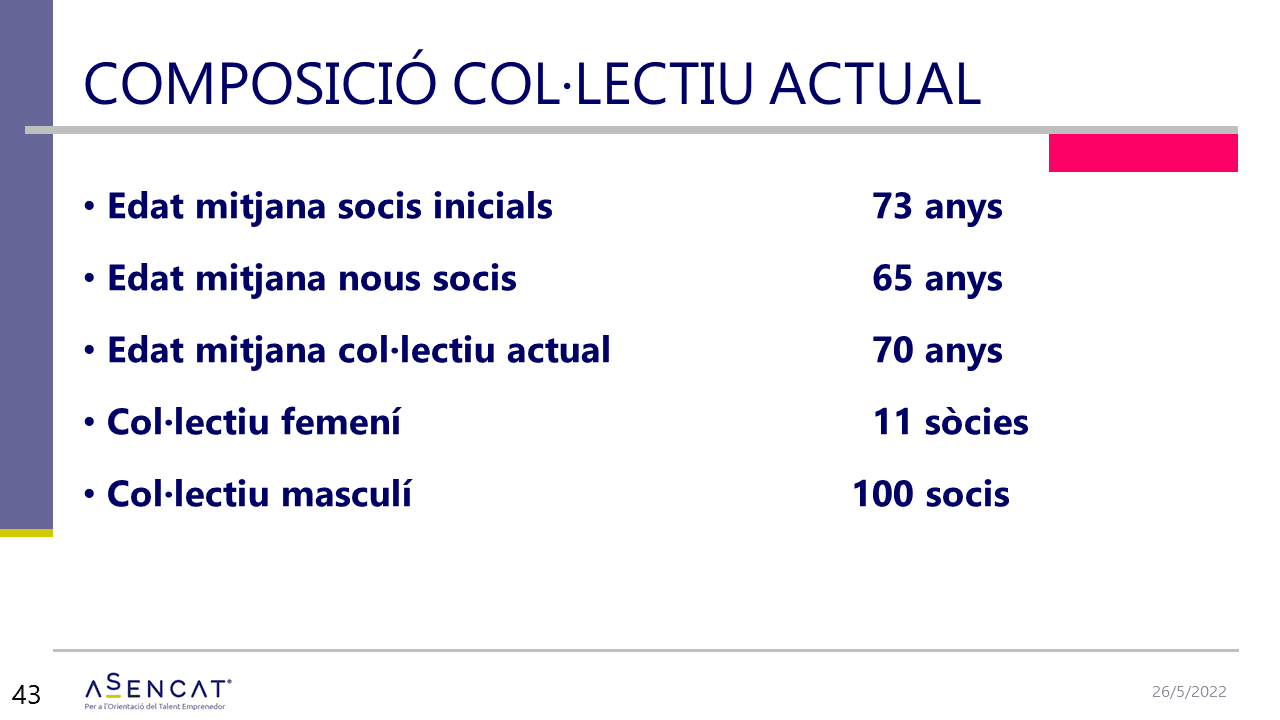 COMPOSICIÓ COL·LECTIU ACTUAL
• Edat mitjana socis inicials 73 anys
• Edat mitjana nous socis 65 anys
• Edat mitjana col·lectiu actual 70 anys
• Col·lectiu femení 11 sòcies
• Col·lectiu masculí 100 socis
43
ASENCAT®
Per a l'Orientació del Talent Emprenedor
26/5/2022